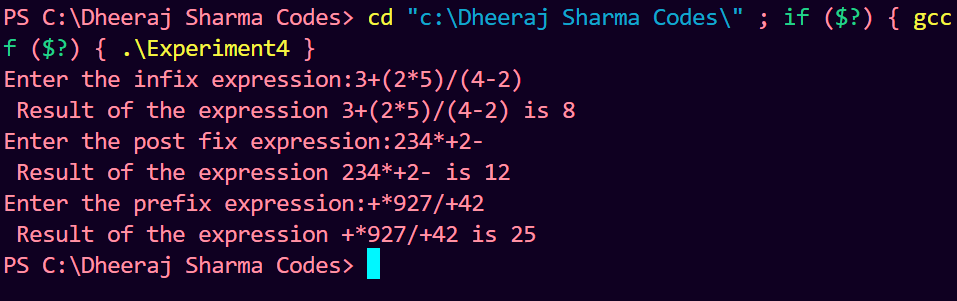 PS C:\Dheeraj Sharma Codes> cd "c:\Dheeraj Sharma Codes\" ; if ($?) { gcc
f ($?) { .\Experiment4 }
Enter the infix expression:3+(2*5)/(4-2)
 Result of the expression 3+(2*5)/(4-2) is 8
Enter the post fix expression:234*+2-
 Result of the expression 234*+2- is 12
Enter the prefix expression:+*927/+42
 Result of the expression +*927/+42 is 25
PS C:\Dheeraj Sharma Codes>